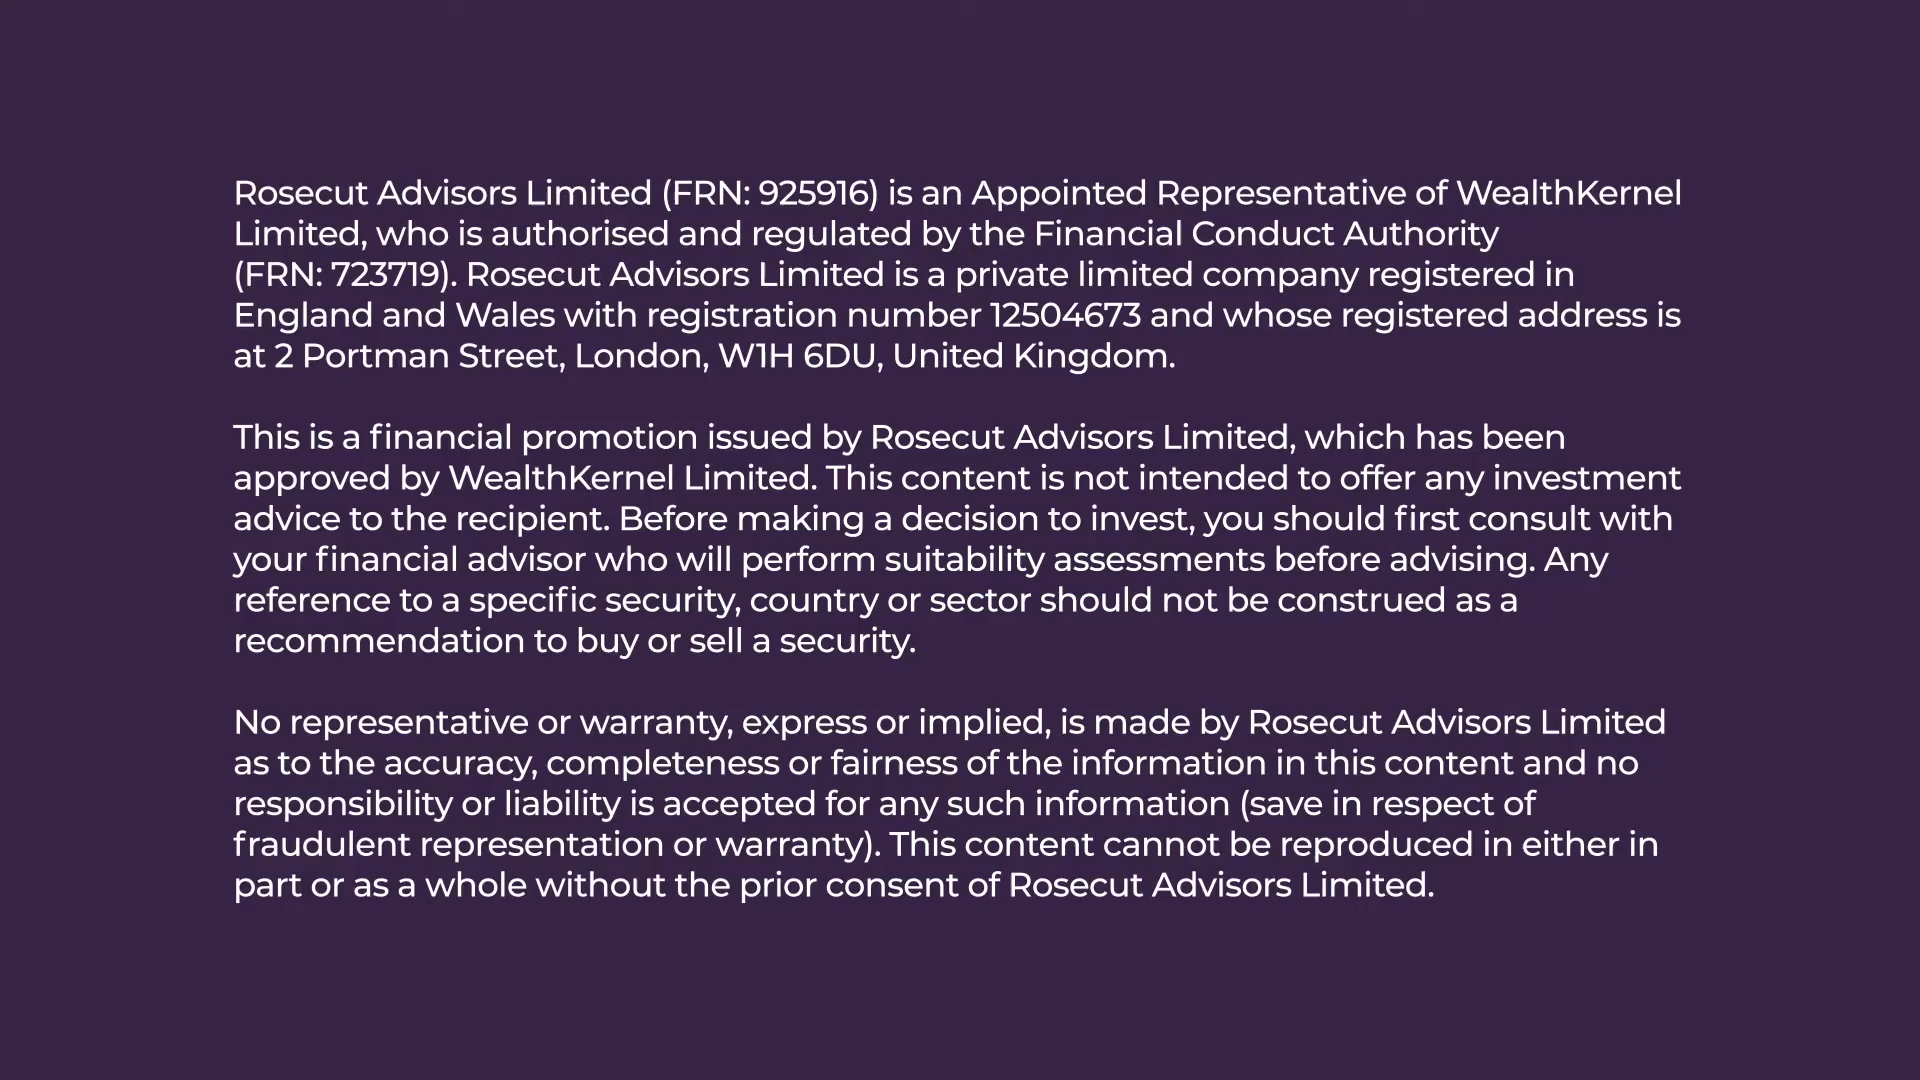 Rosecut Advisors Limited (FRN: 925916) is an Appointed Representative of WealthKernel
Limited, who is authorised and regulated by the Financial Conduct Authority
(FRN: 723719). Rosecut Advisors Limited is a private limited company registered in
England and Wales with registration number 12504673 and whose registered address is
at 2 Portman Street, London, W1H 6DU, United Kingdom.
This is a financial promotion issued by Rosecut Advisors Limited, which has been
approved by WealthKernel Limited. This content is not intended to offer any investment
advice to the recipient. Before making a decision to invest, you should first consult with
your financial advisor who will perform suitability assessments before advising. Any
reference to a specific security, country or sector should not be construed as a
recommendation to buy or sell a security.
No representative or warranty, express or implied, is made by Rosecut Advisors Limited
as to the accuracy, completeness or fairness of the information in this content and no
responsibility or liability is accepted for any such information (save in respect of
fraudulent representation or warranty). This content cannot be reproduced in either in
part or as a whole without the prior consent of Rosecut Advisors Limited.